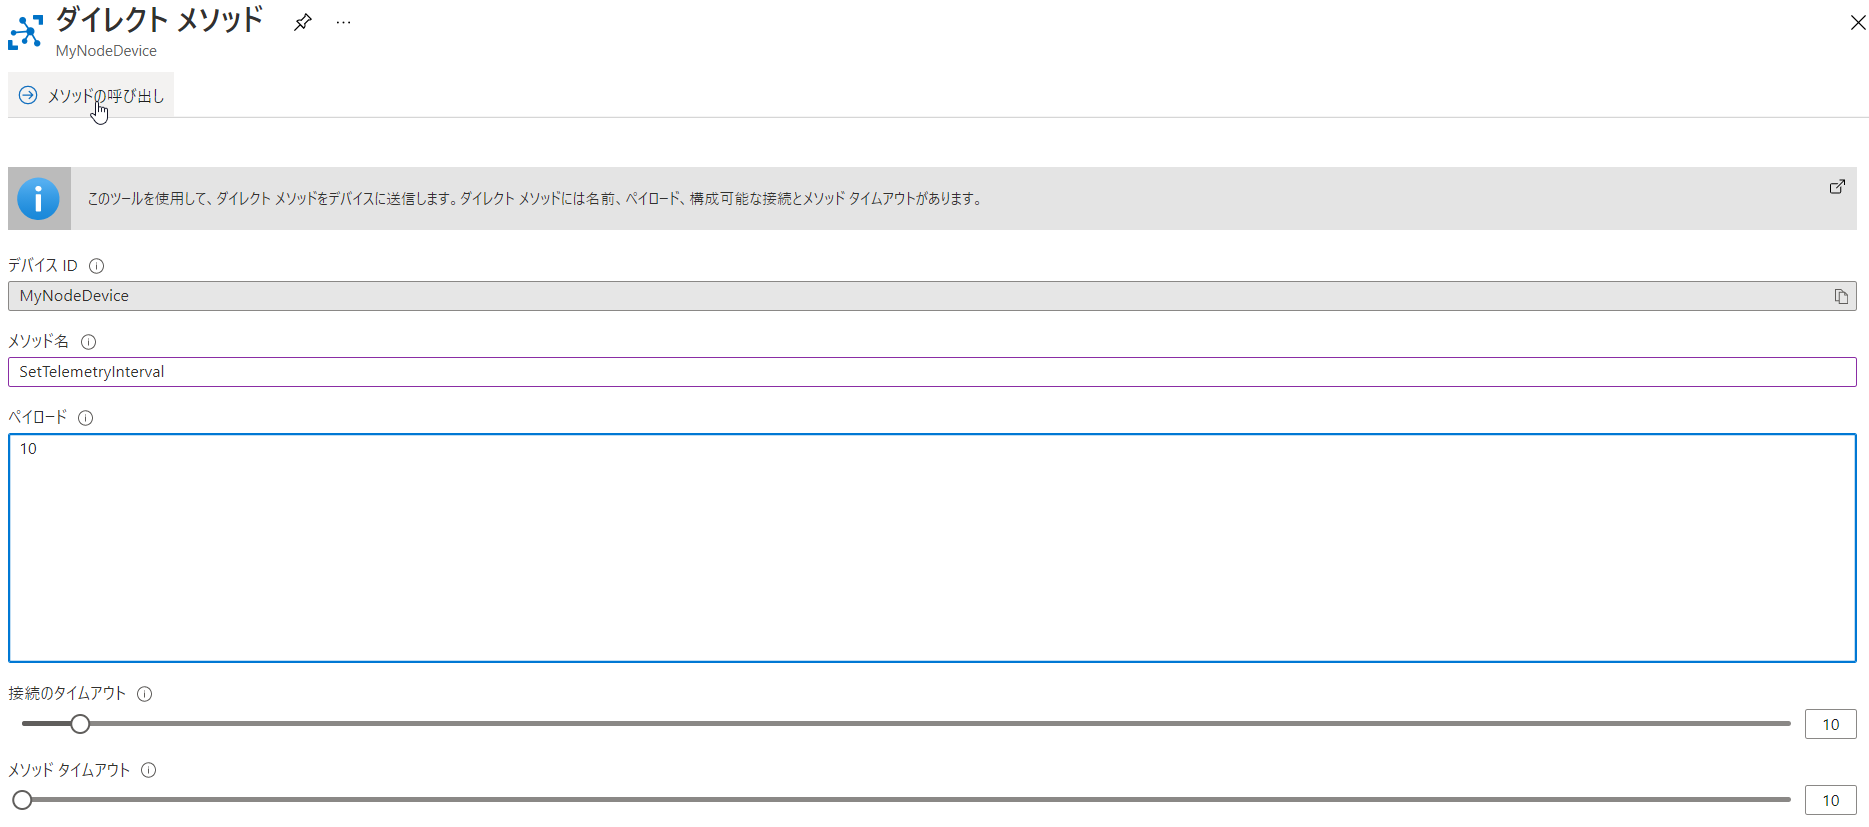 ダイレクト メソッド
MyNodeDevice
メソッドの呼び出し
このツールを使用して、ダイレクト メソッドをデバイスに送信します。ダイレクト メソッドには名前、ペイロード、構成可能な接続とメソッド タイムアウトがあります。
デバイス ID
MyNodeDevice
メソッド名
SetTelemetryInterval
ペイロード
10
接続のタイムアウト
10
メソッド タイムアウト
10